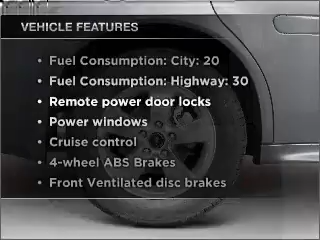 VEHICLE FEATURES
• Fuel Consumption: City: 20
• Fuel Consumption: Highway: 30
• Remote power door locks
• Power windows
• Cruise control
• 4-wheel ABS Brakes
• Front Ventilated disc brakes